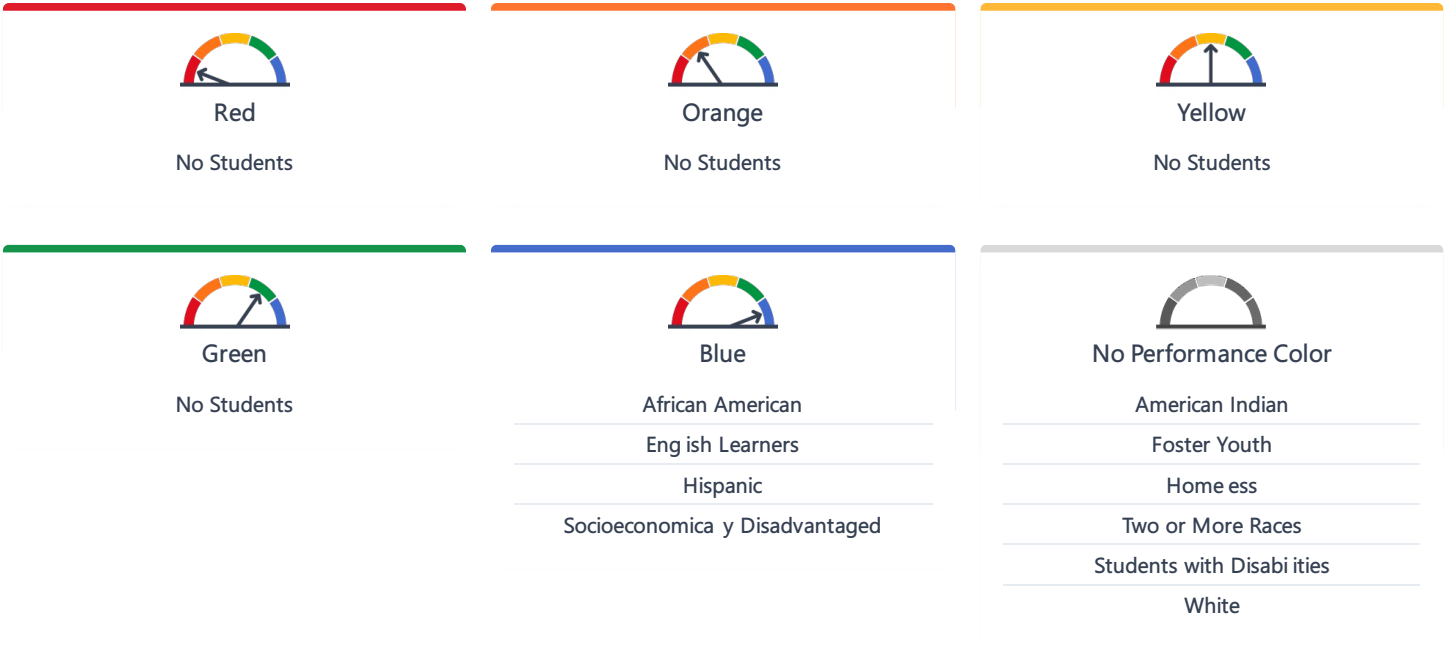 Red
No Students
Orange
No Students
Yellow
No Students
Green
No Students
Blue
African American
Eng ish Learners
Hispanic
Socioeconomica y Disadvantaged
No Performance Color
American Indian
Foster Youth
Home ess
Two or More Races
Students with Disabi ities
White